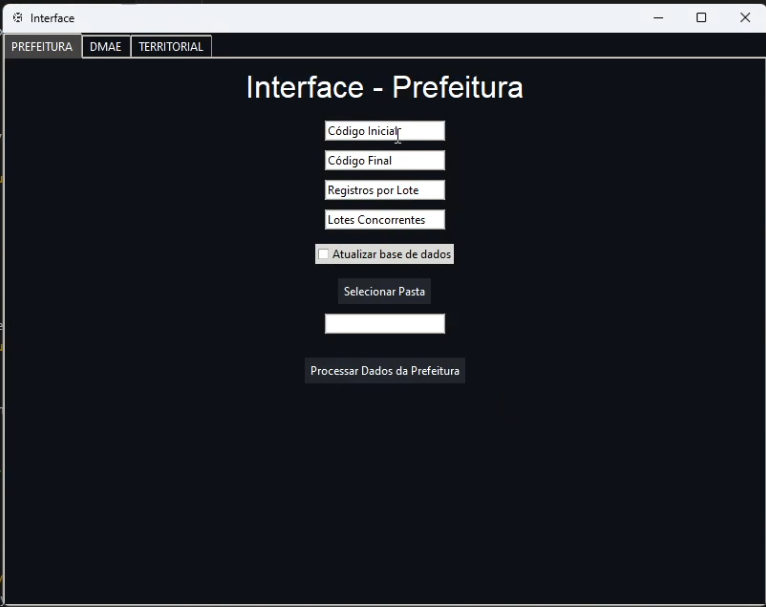 Interface
PREFEITURA DMAE TERRITORIAL
Interface - Prefeitura
Código Inicial
Código Final
Registros por Lote
Lotes Concorrentes
Atualizar base de dados
Selecionar Pasta
Processar Dados da Prefeitura